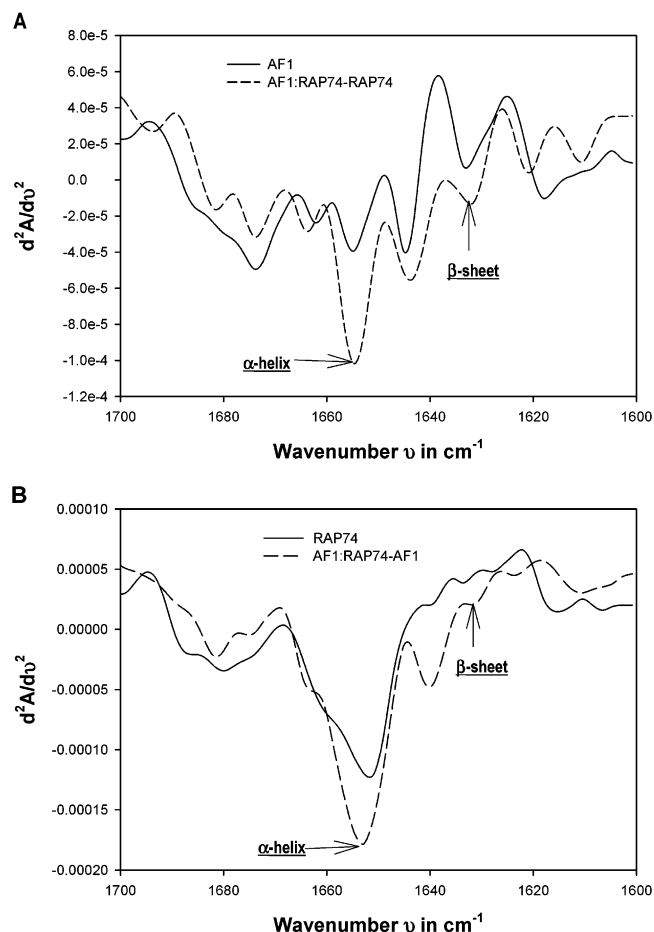 A
8.0e-5
6.0e-5
4.0e-5
2.0e-5
0.0
-2.0e-5
-4.0e-5
-6.0e-5
-8.0e-5
-1.0e-4
-1.2e-4
d²A/dυ²
AF1
AF1:RAP74-RAP74
β-sheet
α-helix
1700 1680 1660 1640 1620 1600
Wavenumber υ in cm⁻¹
B
0.00010
0.00005
0.00000
-0.00005
-0.00010
-0.00015
-0.00020
d²A/dυ²
RAP74
AF1:RAP74-AF1
β-sheet
α-helix
1700 1680 1660 1640 1620 1600
Wavenumber υ in cm⁻¹